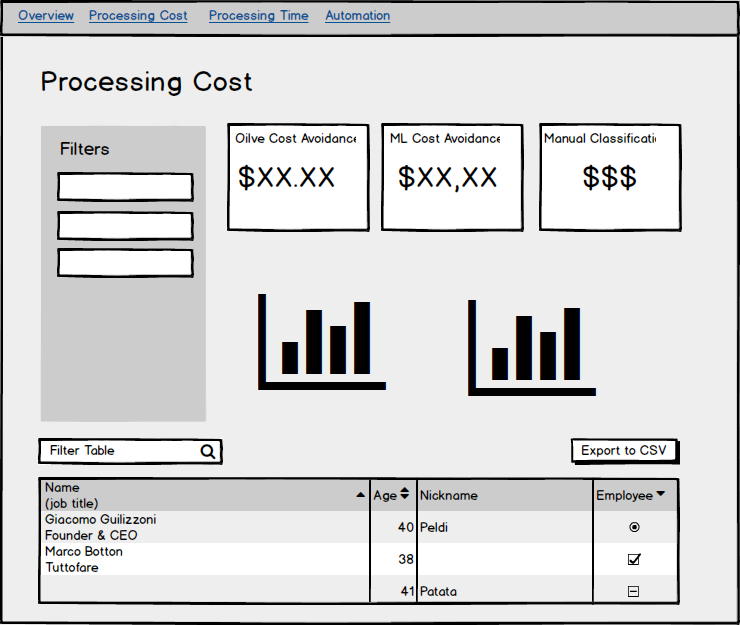 Overview Processing Cost Processing Time Automation
Processing Cost
Filters
Oilve Cost Avoidance
$XX.XX
ML Cost Avoidance
$XX,XX
Manual Classificati
$$$
Filter Table
Export to CSV
Name
(job title)
Age
Nickname
Employee
Giacomo Guilizzoni
Founder & CEO
40
Peldi
Marco Botton
Tuttofare
38
41
Patata